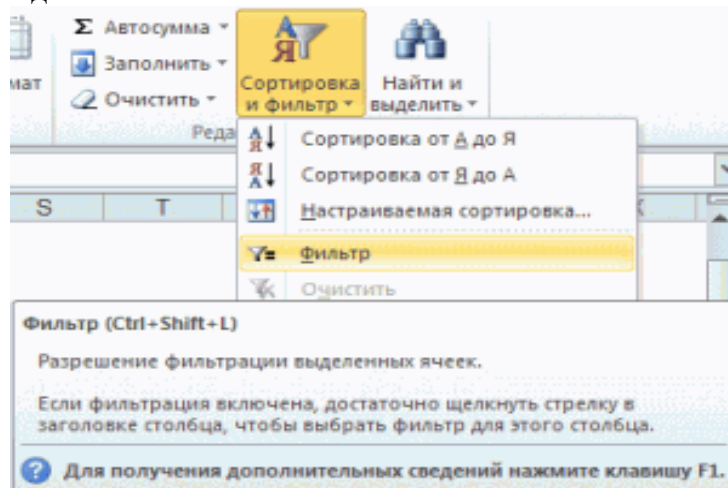 Σ Автосумма
Заполнить
Очистить
Сортировка и фильтр
Найти и выделить
мат
Реда
Сортировка от А до Я
Сортировка от Я до А
Настраиваемая сортировка...
S T
Фильтр
Очистить
Фильтр (Ctrl+Shift+L)
Разрешение фильтрации выделенных ячеек.
Если фильтрация включена, достаточно щелкнуть стрелку в
заголовке столбца, чтобы выбрать фильтр для этого столбца.
Для получения дополнительных сведений нажмите клавишу F1.